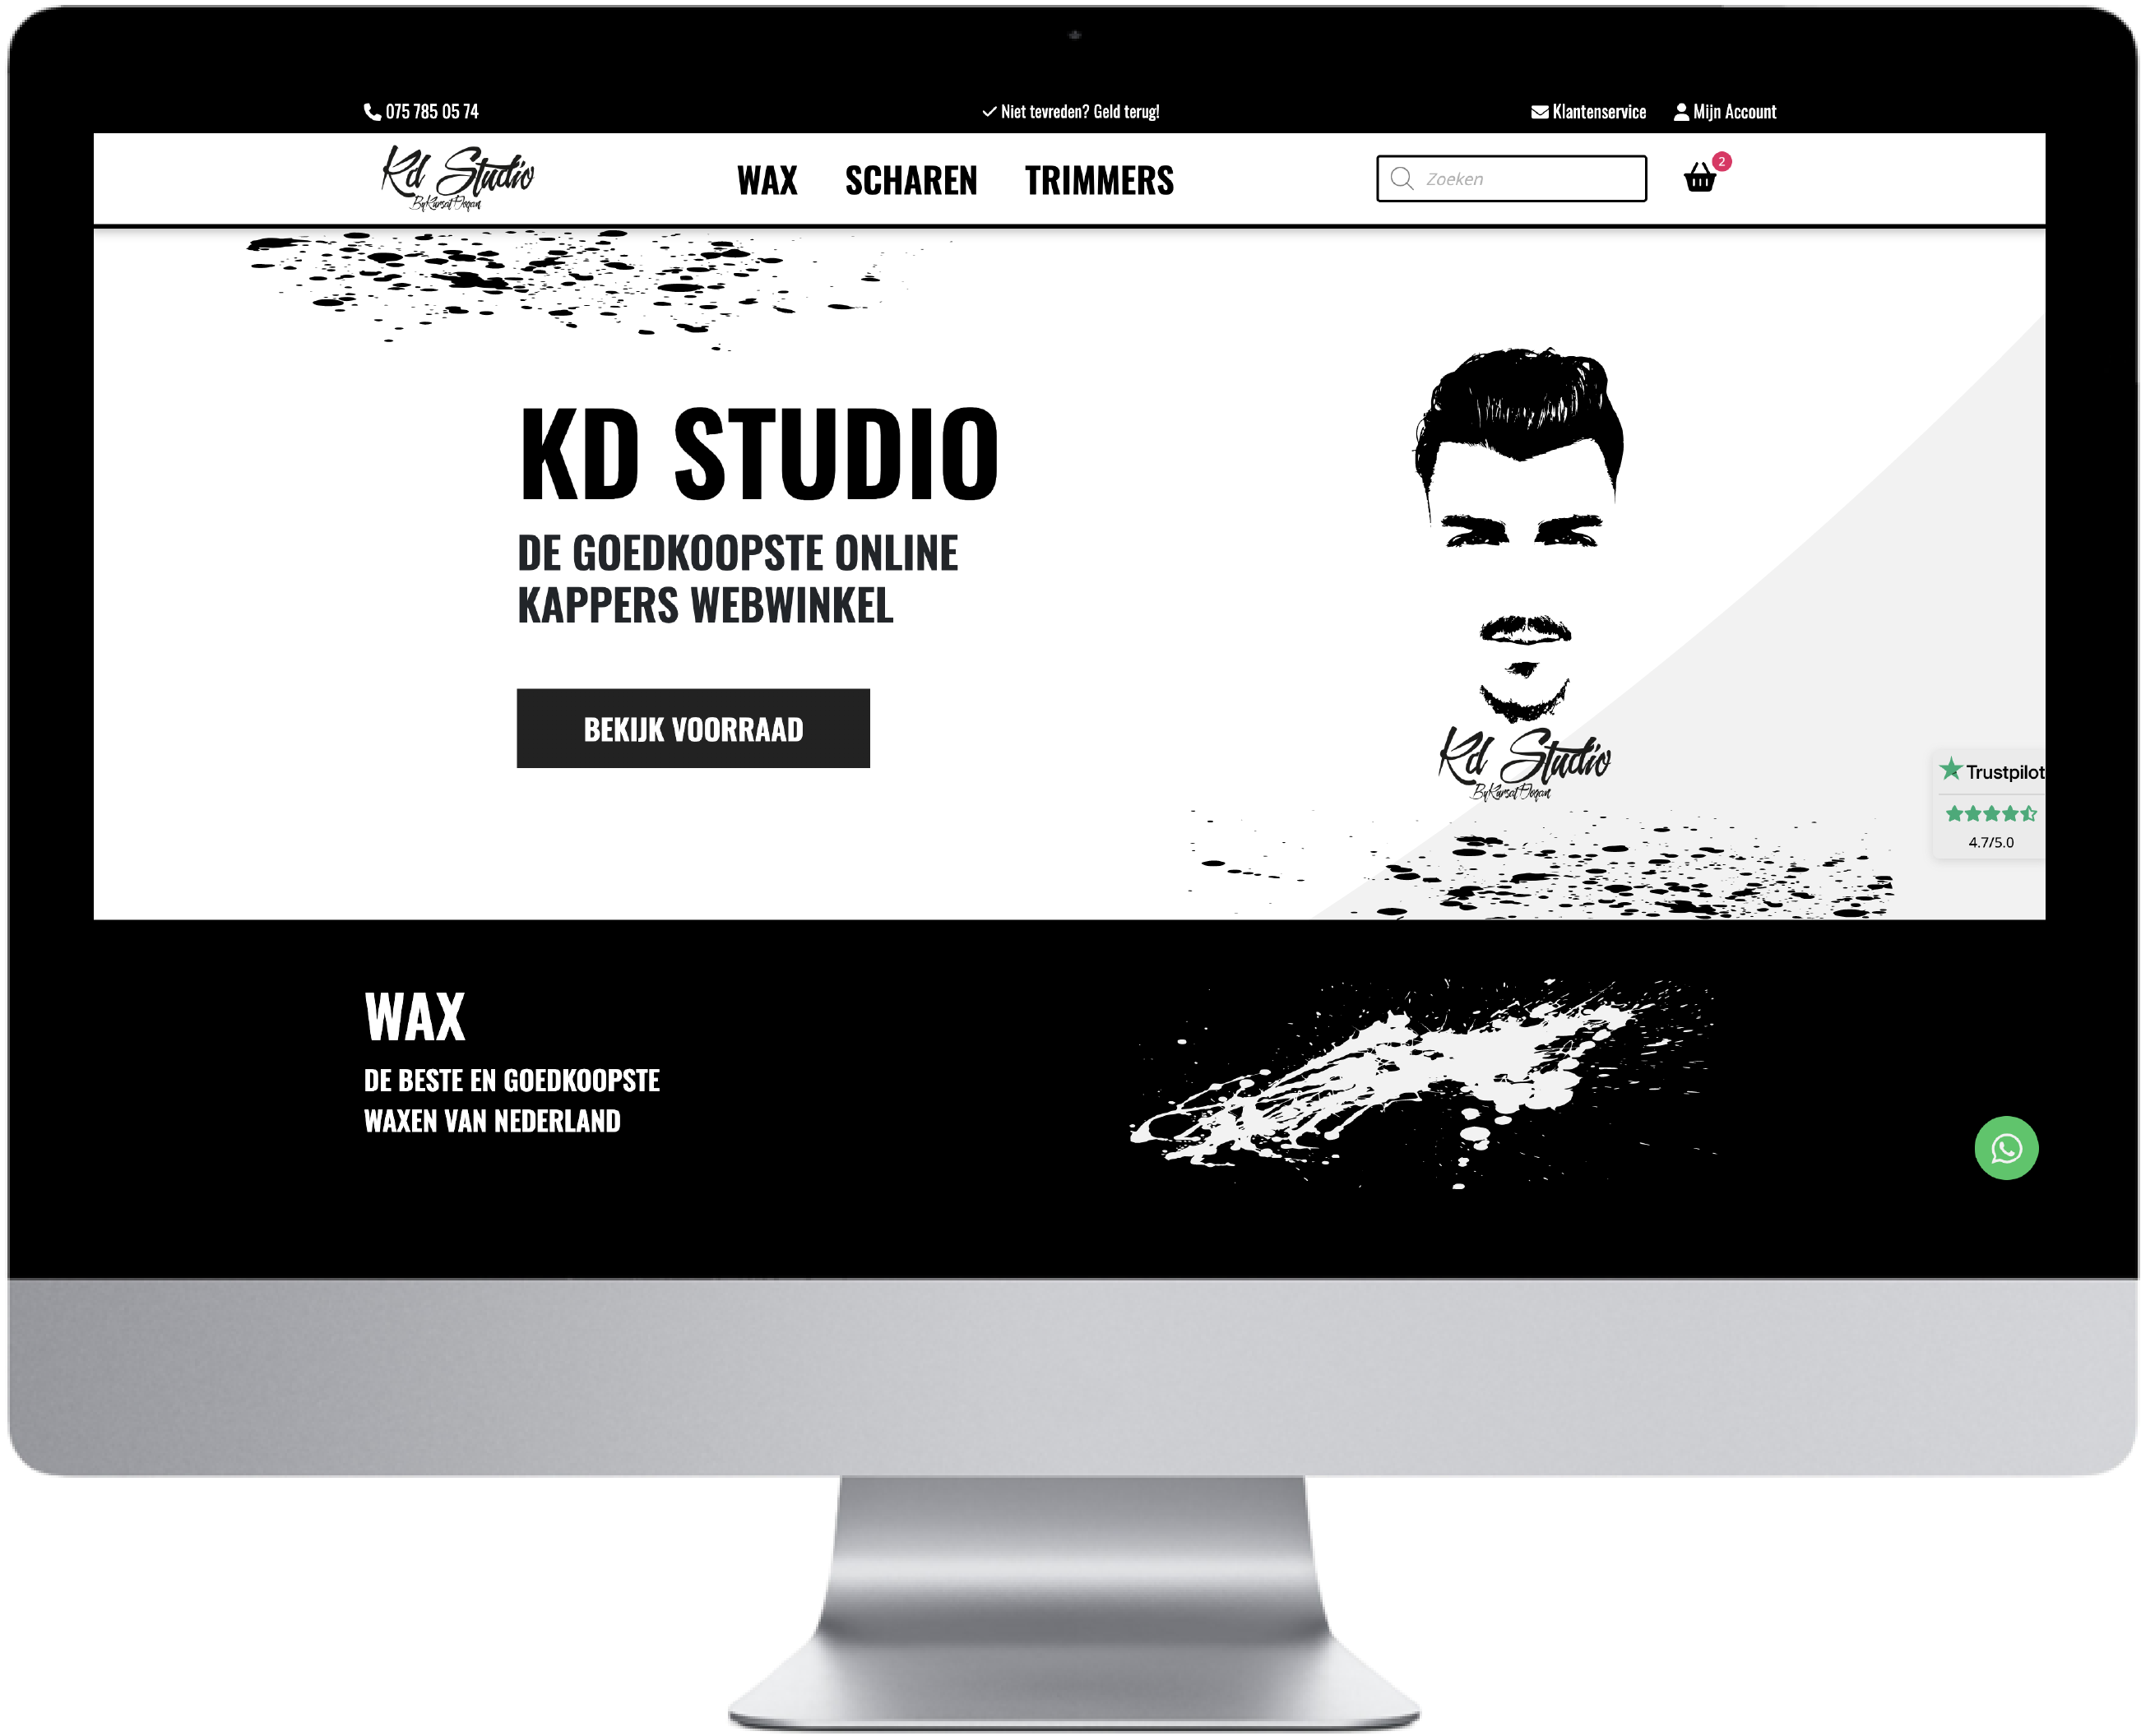 075 785 05 74
Niet tevreden? Geld terug!
Klantenservice
Mijn Account
Kd Studio
By Kursat Dogan
WAX
SCHAREN
TRIMMERS
Zoeken
2
KD STUDIO
DE GOEDKOOPSTE ONLINE
KAPPERS WEBWINKEL
BEKIJK VOORRAAD
Kd Studio
By Kursat Dogan
Trustpilot
4.7/5.0
WAX
DE BESTE EN GOEDKOOPSTE
WAXEN VAN NEDERLAND